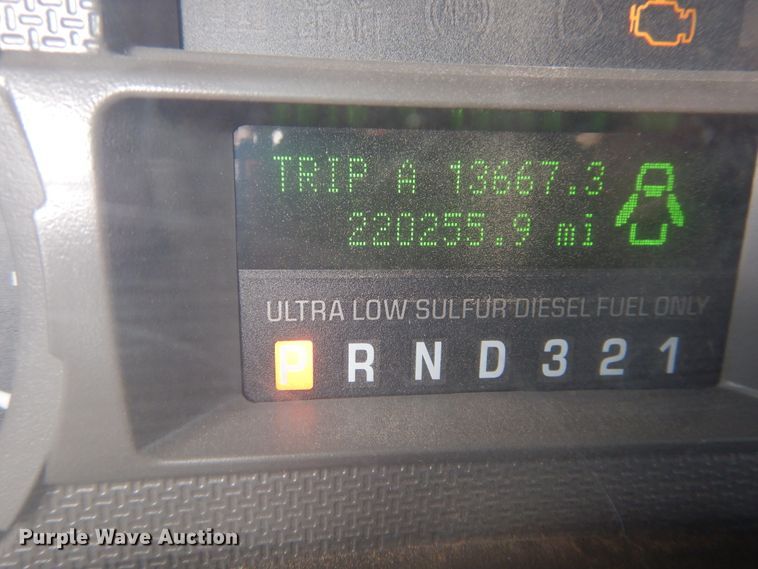 TRIP A 13667.3
220255.9 mi
ULTRA LOW SULFUR DIESEL FUEL ONLY
P R N D 3 2 1
Purple Wave Auction